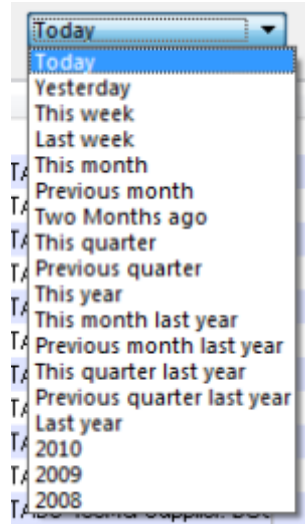 Today
Today
Yesterday
This week
Last week
This month
Previous month
Two Months ago
This quarter
Previous quarter
This year
This month last year
Previous month last year
This quarter last year
Previous quarter last year
Last year
2010
2009
2008